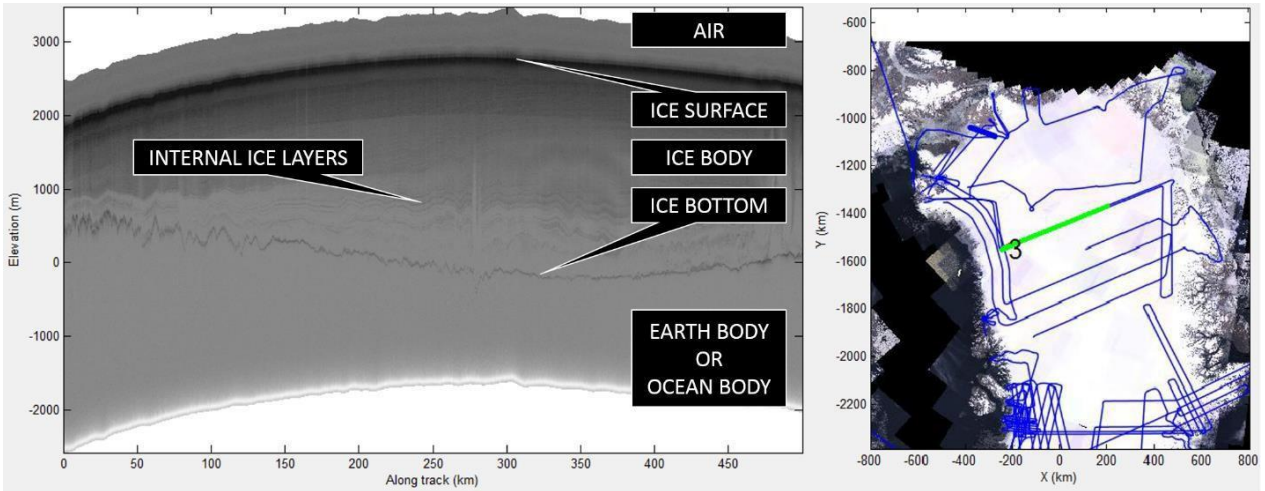 3000
2000
1000
0
-1000
-2000
Elevation (m)
0
50
100
150
200
250
300
350
400
450
Along track (km)
AIR
ICE SURFACE
INTERNAL ICE LAYERS
ICE BODY
ICE BOTTOM
EARTH BODY
OR
OCEAN BODY
-600
-800
-1000
-1200
-1400
-1600
-1800
-2000
-2200
Y (km)
3
-800
-600
-400
-200
0
200
400
600
800
X (km)